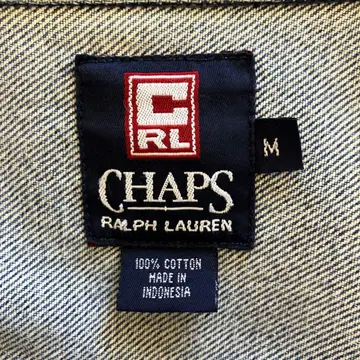 C
RL
M
CHAPS
RALPH LAUREN
100% COTTON
MADE IN
INDONESIA